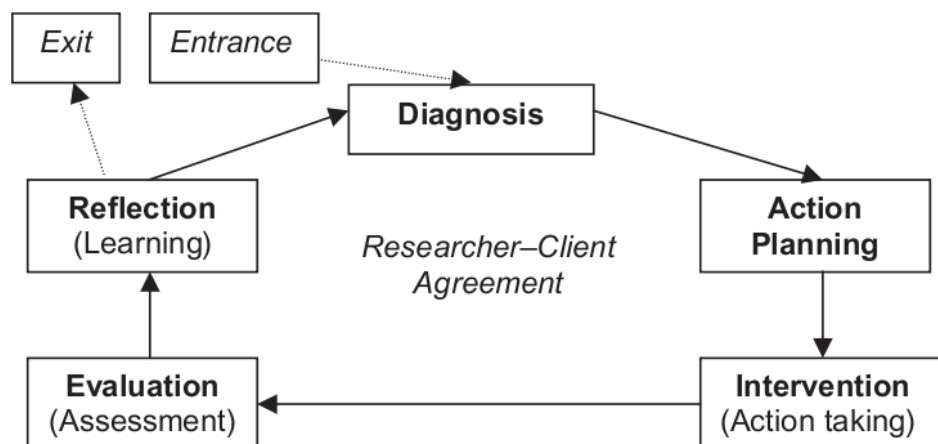 Exit
Entrance
Diagnosis
Reflection
(Learning)
Action
Planning
Researcher–Client
Agreement
Evaluation
(Assessment)
Intervention
(Action taking)